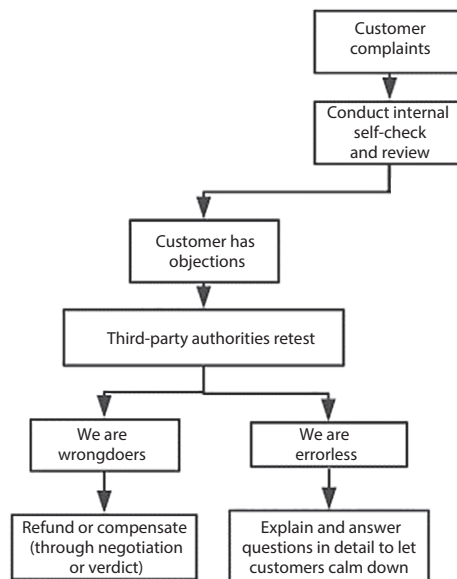 Customer
complaints
Conduct internal
self-check
and review
Customer has
objections
Third-party authorities retest
We are
wrongdoers
We are
errorless
Refund or compensate
(through negotiation
or verdict)
Explain and answer
questions in detail to let
customers calm down